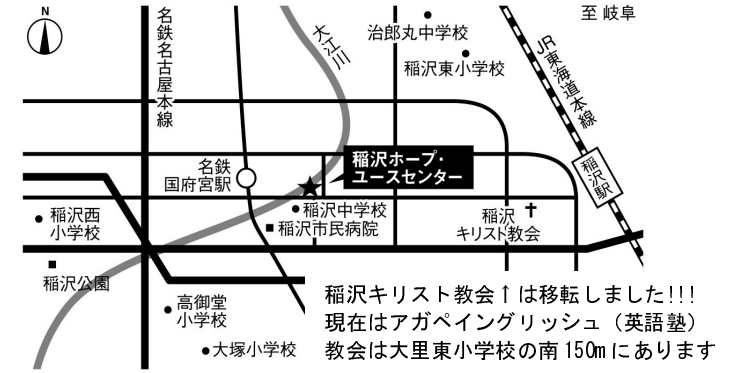 N
名鉄名古屋本線
大江川
治郎丸中学校
稲沢東小学校
至 岐阜
JR東海道本線
稲沢駅
名鉄
国府宮駅
稲沢ホープ・
ユースセンター
稲沢中学校
稲沢市民病院
稲沢
キリスト教会
稲沢西
小学校
稲沢公園
高御堂
小学校
大塚小学校
稲沢キリスト教会↑は移転しました!!!
現在はアガペイングリッシュ（英語塾）
教会は大里東小学校の南150mにあります